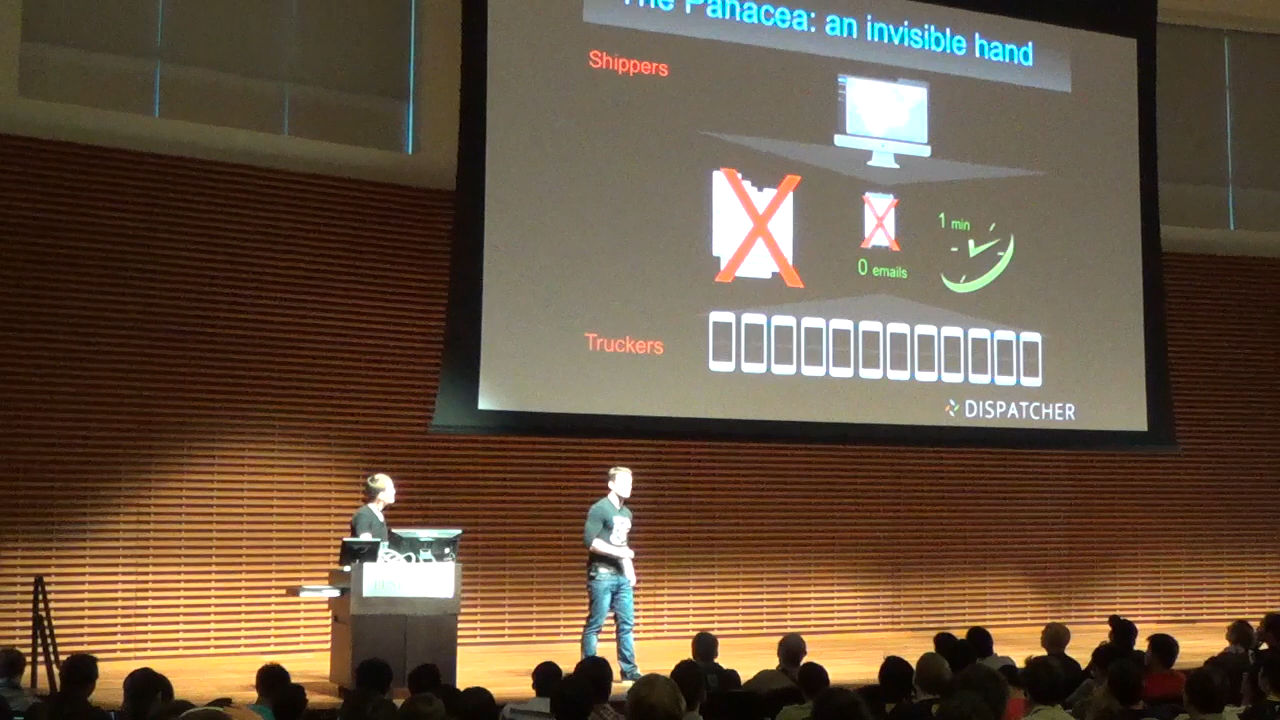 The Panacea: an invisible hand
Shippers
1 min
0 emails
Truckers
DISPATCHER